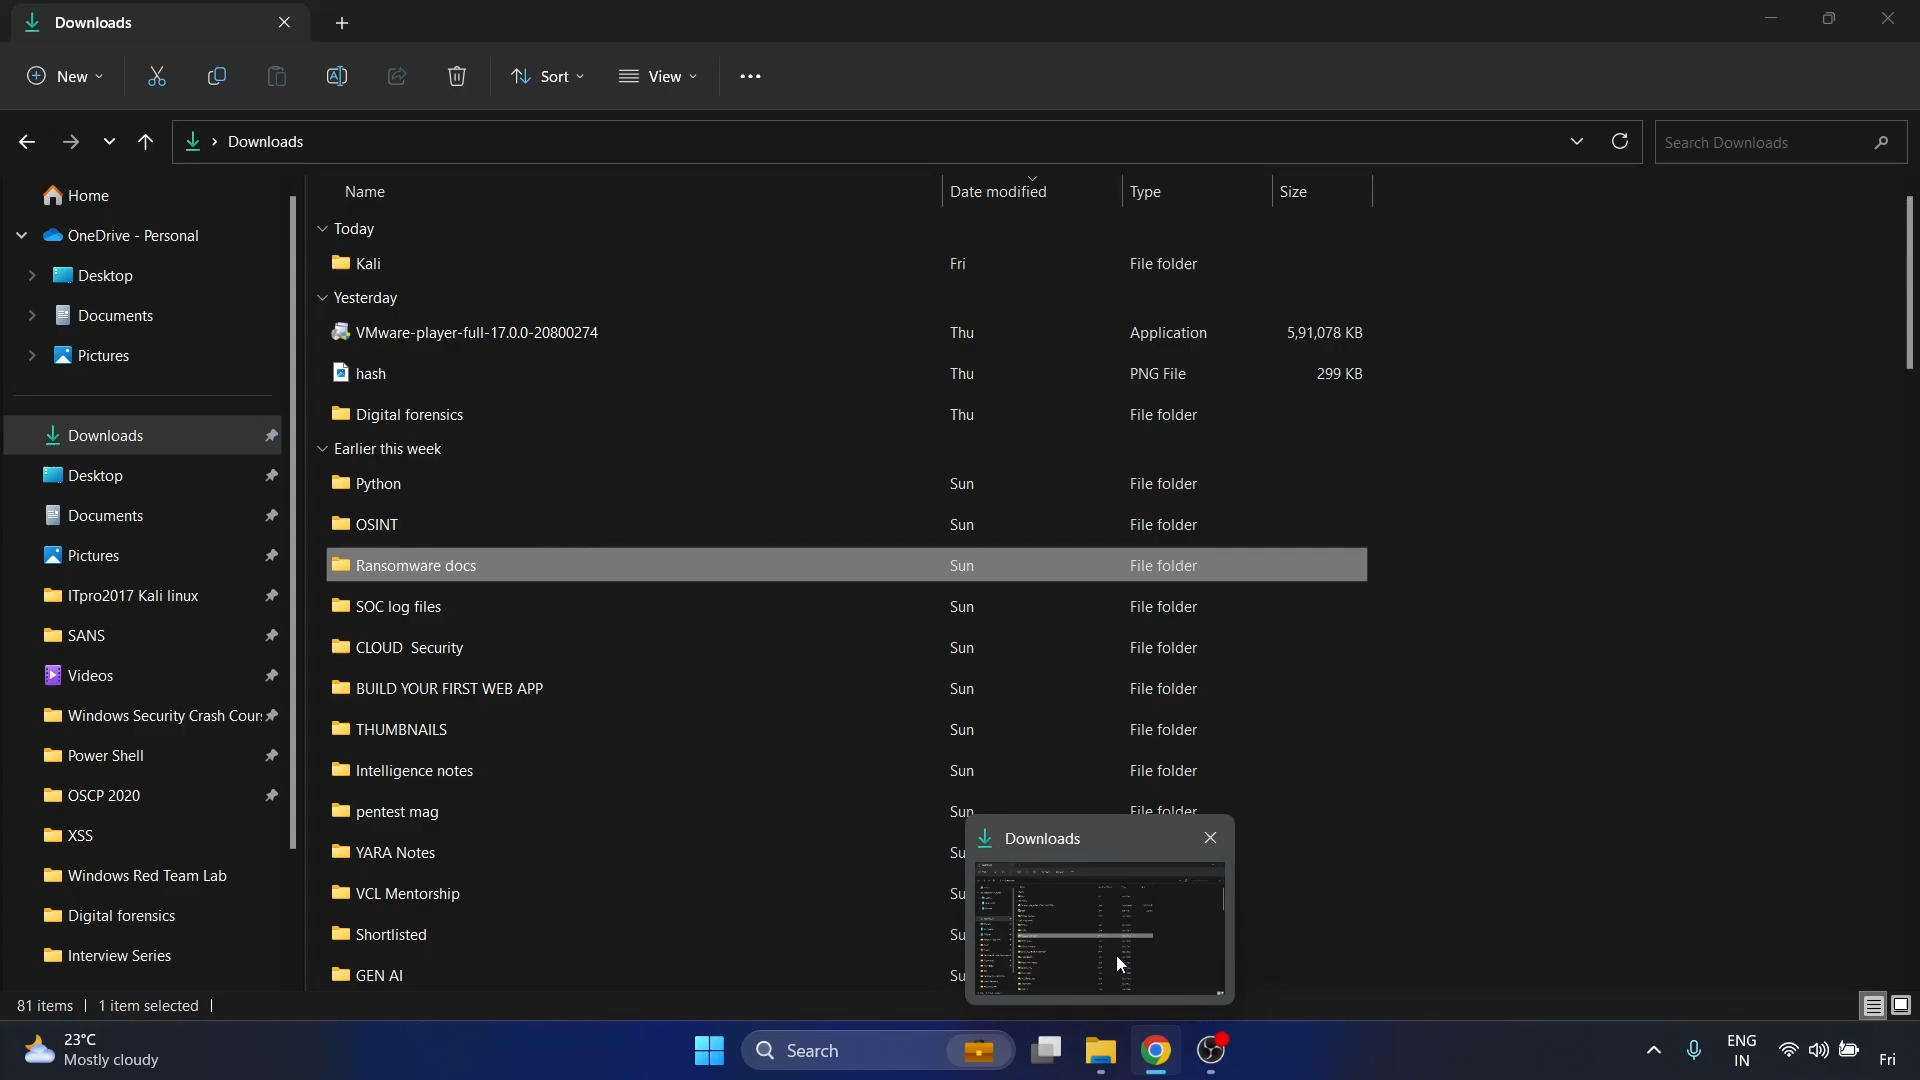 Downloads
New
Sort
View
Downloads
Search Downloads
Name
Date modified
Type
Size
Home
OneDrive - Personal
Desktop
Documents
Pictures
Downloads
Desktop
Documents
Pictures
ITpro2017 Kali linux
SANS
Videos
Windows Security Crash Cour
Power Shell
OSCP 2020
XSS
Windows Red Team Lab
Digital forensics
Interview Series
Today
Kali Fri File folder
Yesterday
VMware-player-full-17.0.0-20800274 Thu Application 5,91,078 KB
hash Thu PNG File 299 KB
Digital forensics Thu File folder
Earlier this week
Python Sun File folder
OSINT Sun File folder
Ransomware docs Sun File folder
SOC log files Sun File folder
CLOUD Security Sun File folder
BUILD YOUR FIRST WEB APP Sun File folder
THUMBNAILS Sun File folder
Intelligence notes Sun File folder
pentest mag Sun File folder
YARA Notes Su
VCL Mentorship Su
Shortlisted Su
GEN AI Su
Downloads
81 items 1 item selected
23°C
Mostly cloudy
Search
ENG
IN
Fri